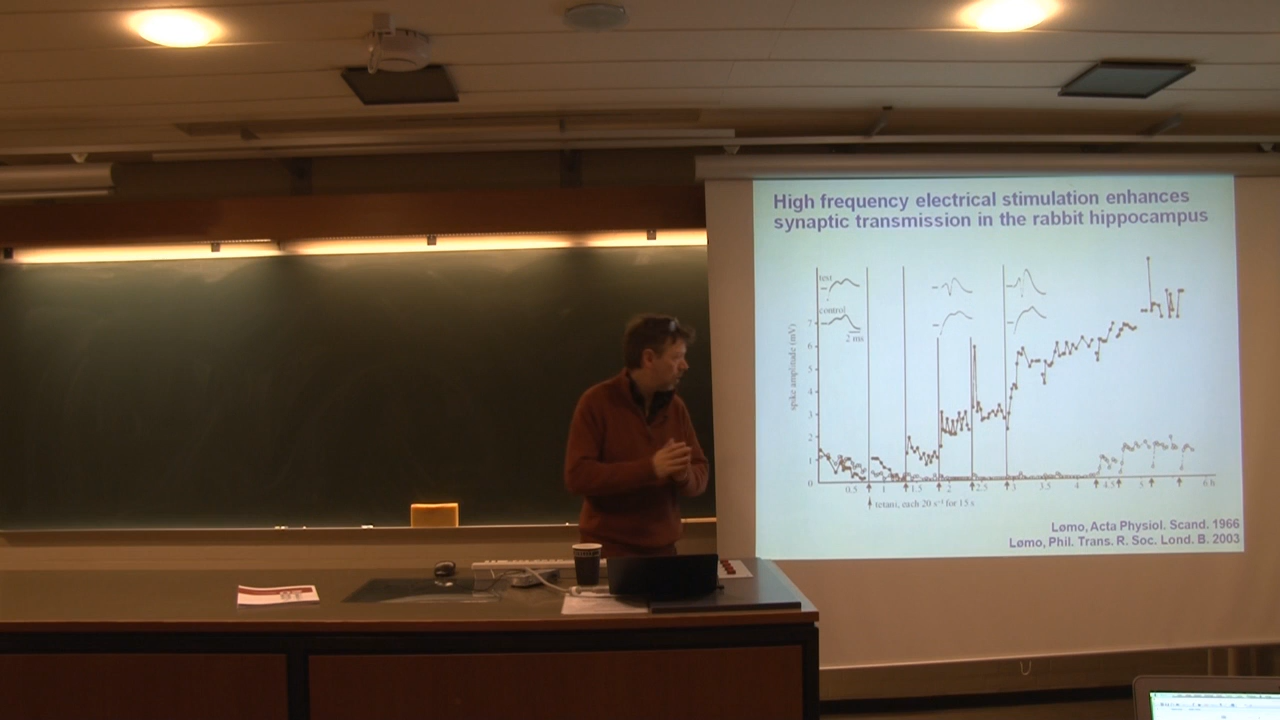 High frequency electrical stimulation enhances
synaptic transmission in the rabbit hippocampus
test
control
2 ms
spike amplitude (mV)
7
6
5
4
3
2
1
0
0.5 1 1.5 2 2.5 3 3.5 4 4.5 5 6 h
tetani, each 20 s⁻¹ for 15 s
Lømo, Acta Physiol. Scand. 1966
Lømo, Phil. Trans. R. Soc. Lond. B. 2003